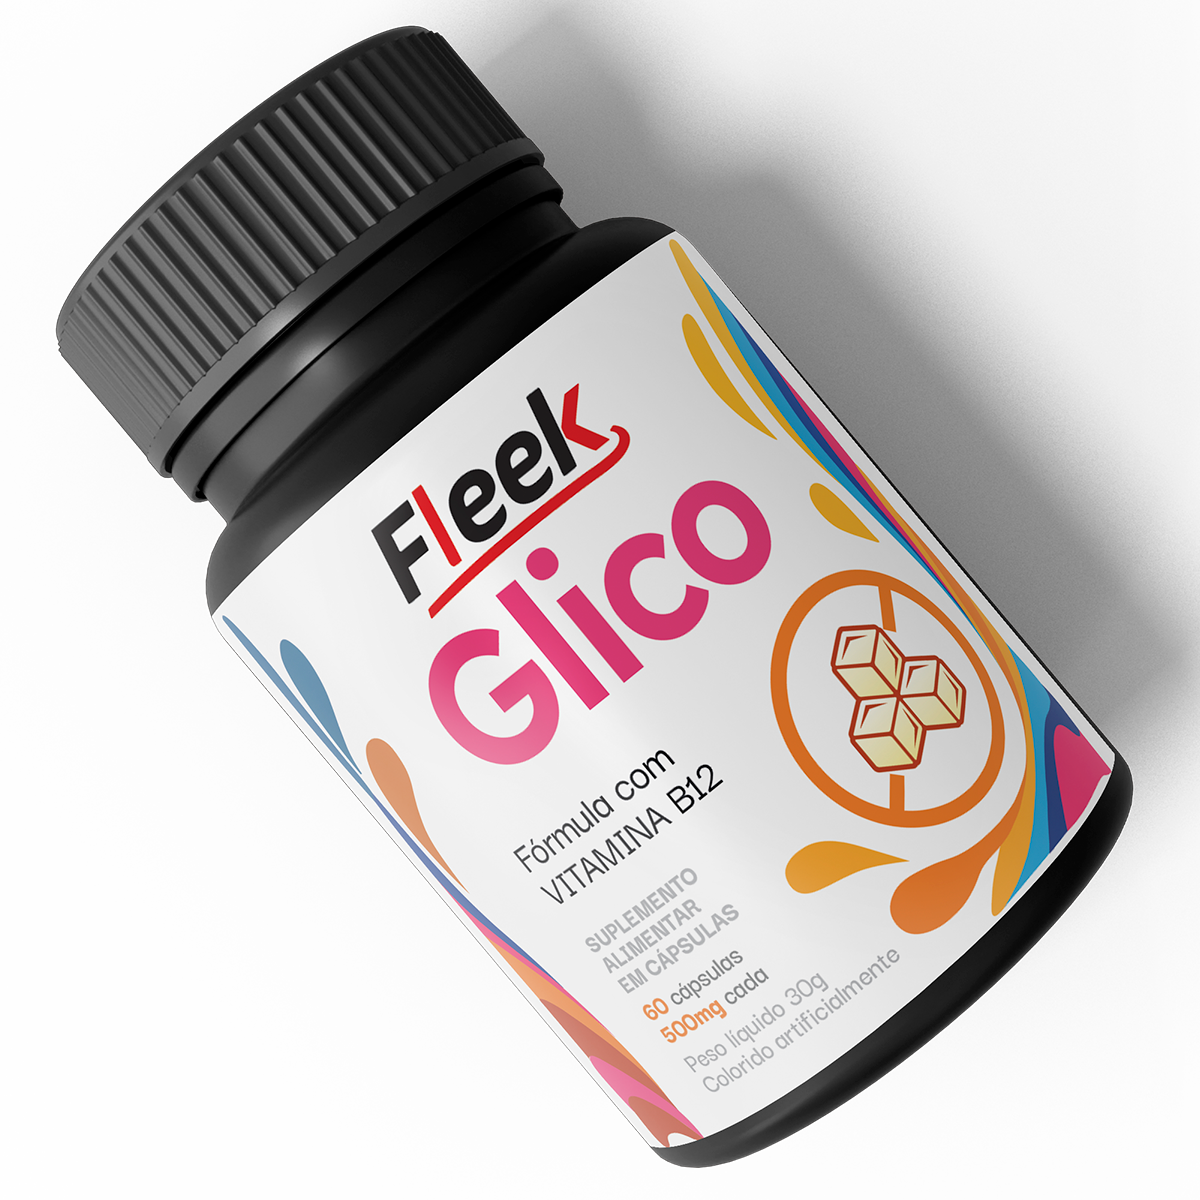 Fleek
Glico
Fórmula com
VITAMINA B12
SUPLEMENTO
ALIMENTAR
EM CÁPSULAS
60 cápsulas
500mg cada
Peso líquido 30g
Colorido artificialmente